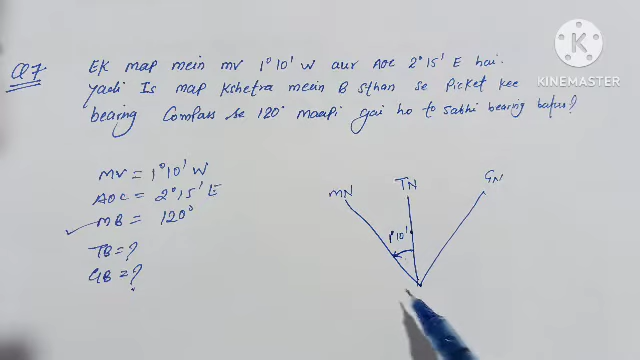 Q7 EK map mein mv 1°10' W aur AOC 2°15' E hai.
yadi Is map kshetra mein B sthan se Picket kee
bearing Compass se 120° maapi gai ho to sabhi bearing batao?
MV = 1°10' W
AOC = 2°15' E
MB = 120°
TB = ?
GB = ?
MN TN GN
1°10'
K
KINEMASTER